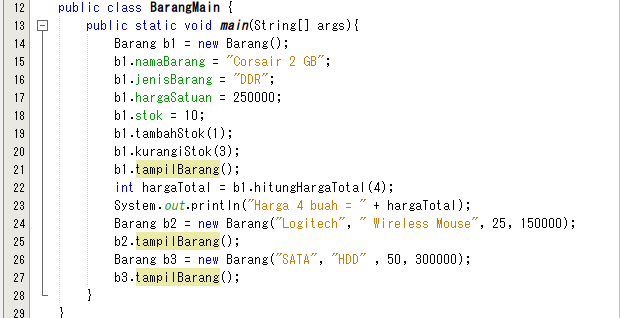 12 public class BarangMain {
13     public static void main(String[] args){
14         Barang b1 = new Barang();
15         b1.namaBarang = "Corsair 2 GB";
16         b1.jenisBarang = "DDR";
17         b1.hargaSatuan = 250000;
18         b1.stok = 10;
19         b1.tambahStok(1);
20         b1.kurangiStok(3);
21         b1.tampilBarang();
22         int hargaTotal = b1.hitungHargaTotal(4);
23         System.out.println("Harga 4 buah = " + hargaTotal);
24         Barang b2 = new Barang("Logitech", " Wireless Mouse", 25, 150000);
25         b2.tampilBarang();
26         Barang b3 = new Barang("SATA", "HDD" , 50, 300000);
27         b3.tampilBarang();
28     }
29 }